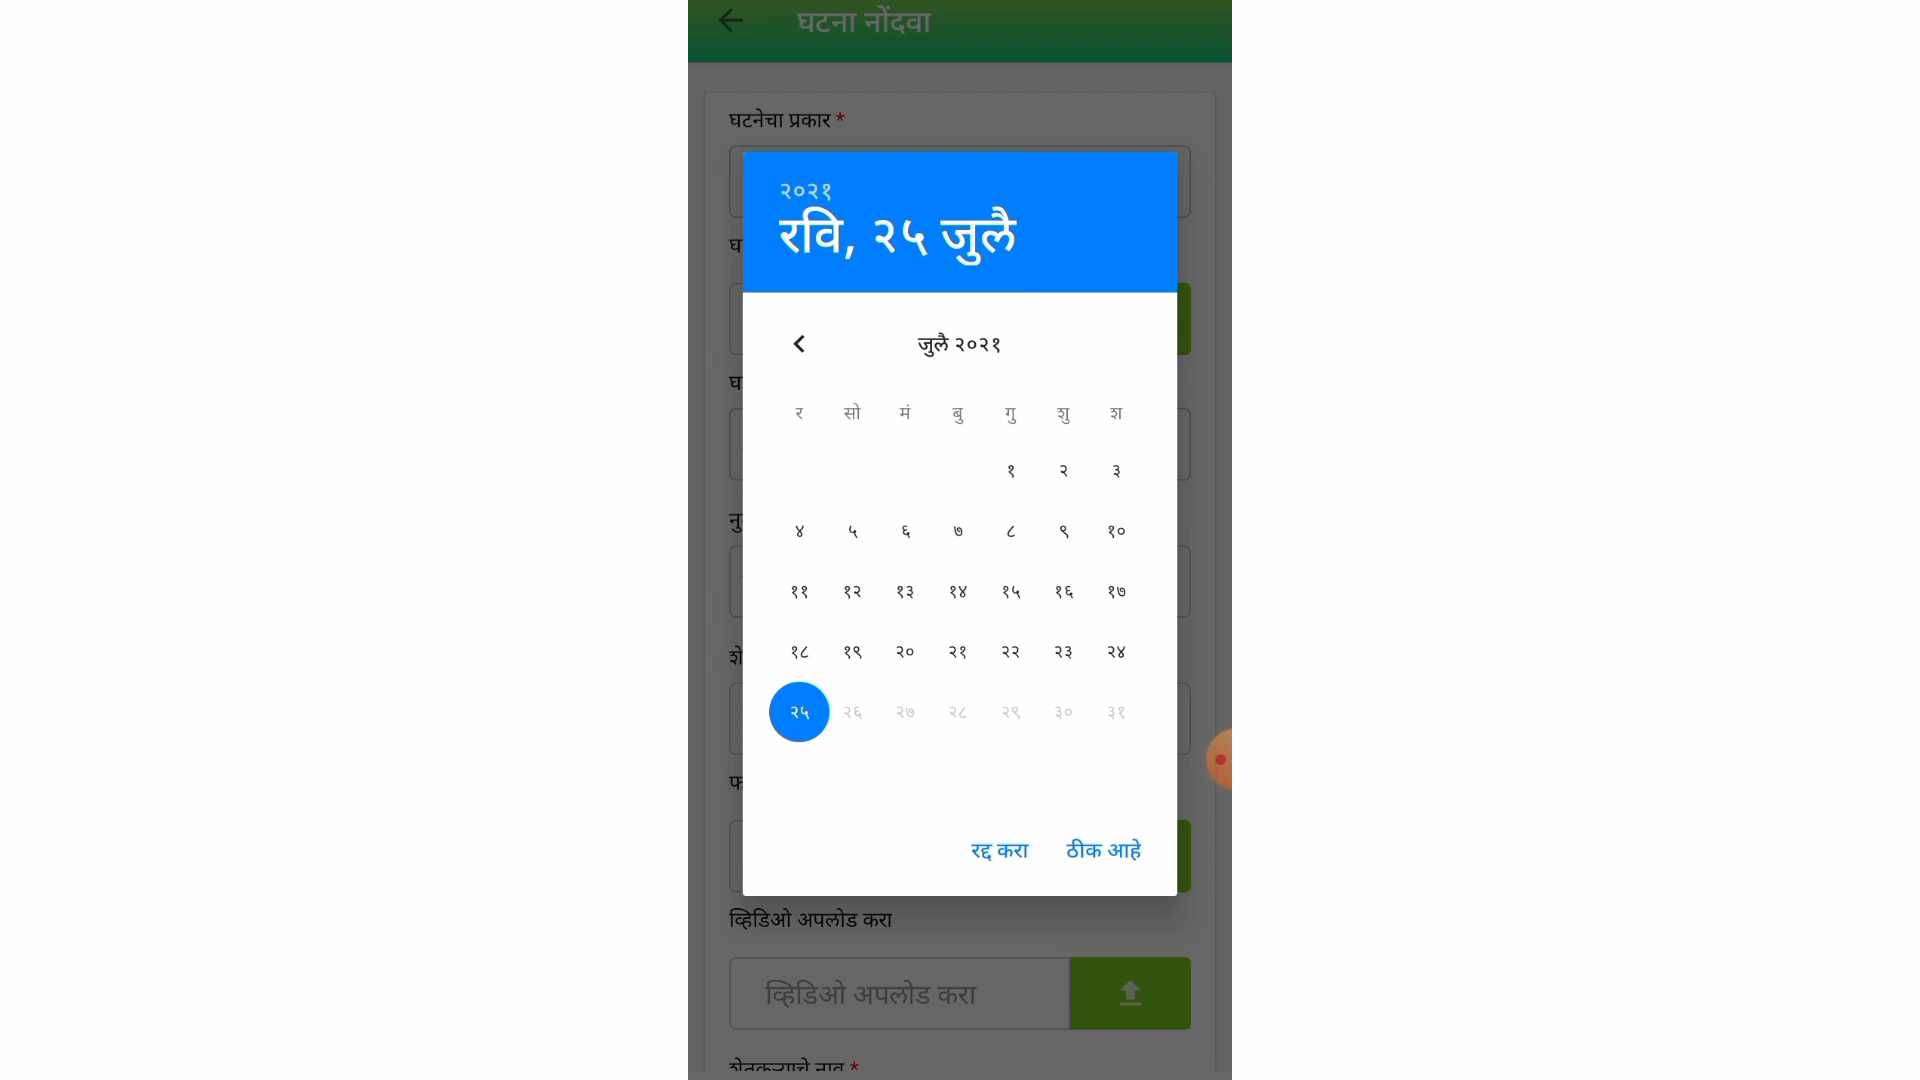 घटना नोंदवा
घटनेचा प्रकार *
२०२१
रवि, २५ जुलै
जुलै २०२१
र सो मं बु गु शु श
१ २ ३
४ ५ ६ ७ ८ ९ १०
११ १२ १३ १४ १५ १६ १७
१८ १९ २० २१ २२ २३ २४
२५ २६ २७ २८ २९ ३० ३१
रद्द करा ठीक आहे
व्हिडिओ अपलोड करा
व्हिडिओ अपलोड करा
शेतकऱ्याचे नाव *